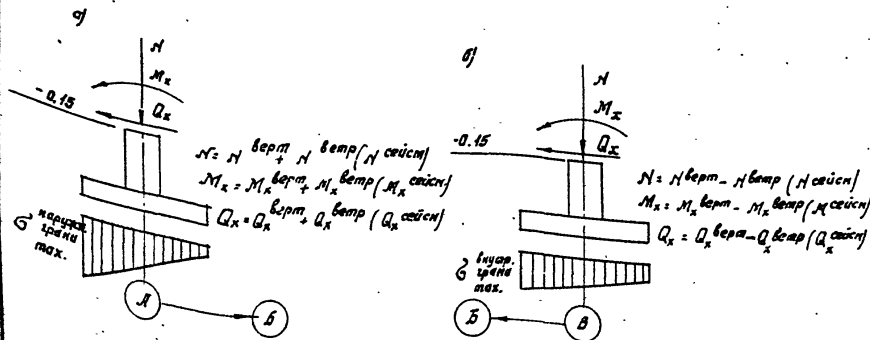 а)
N
Mx
Qx
-0.15
N = N верт + N ветр (N сейсм)
Mx = Mx верт + Mx ветр (Mx сейсм)
Qx = Qx верт + Qx ветр (Qx сейсм)
σ наружн. грани max.
А
Б
б)
N
Mx
Qx
-0.15
N = N верт - N ветр (N сейсм)
Mx = Mx верт - Mx ветр (M сейсм)
Qx = Qx верт - Qx ветр (Qx сейсм)
σ внутр. грани max.
Б
В